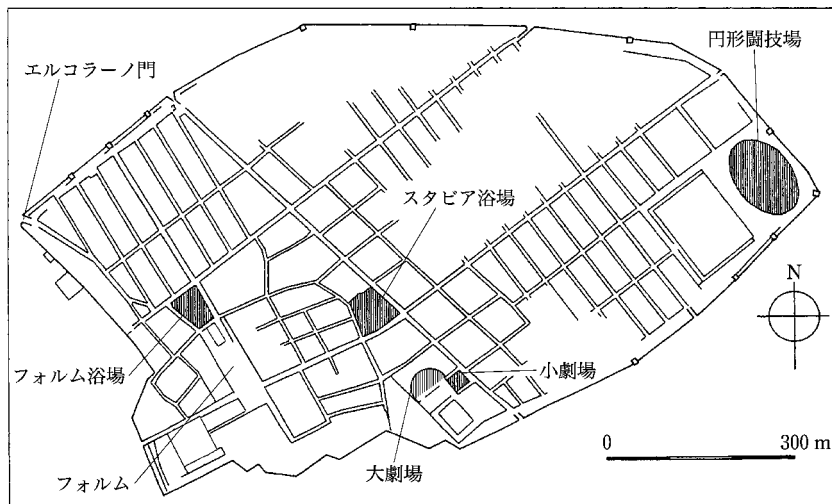 円形闘技場
エルコラーノ門
スタビア浴場
N
フォルム浴場
小劇場
フォルム
大劇場
0 300 m